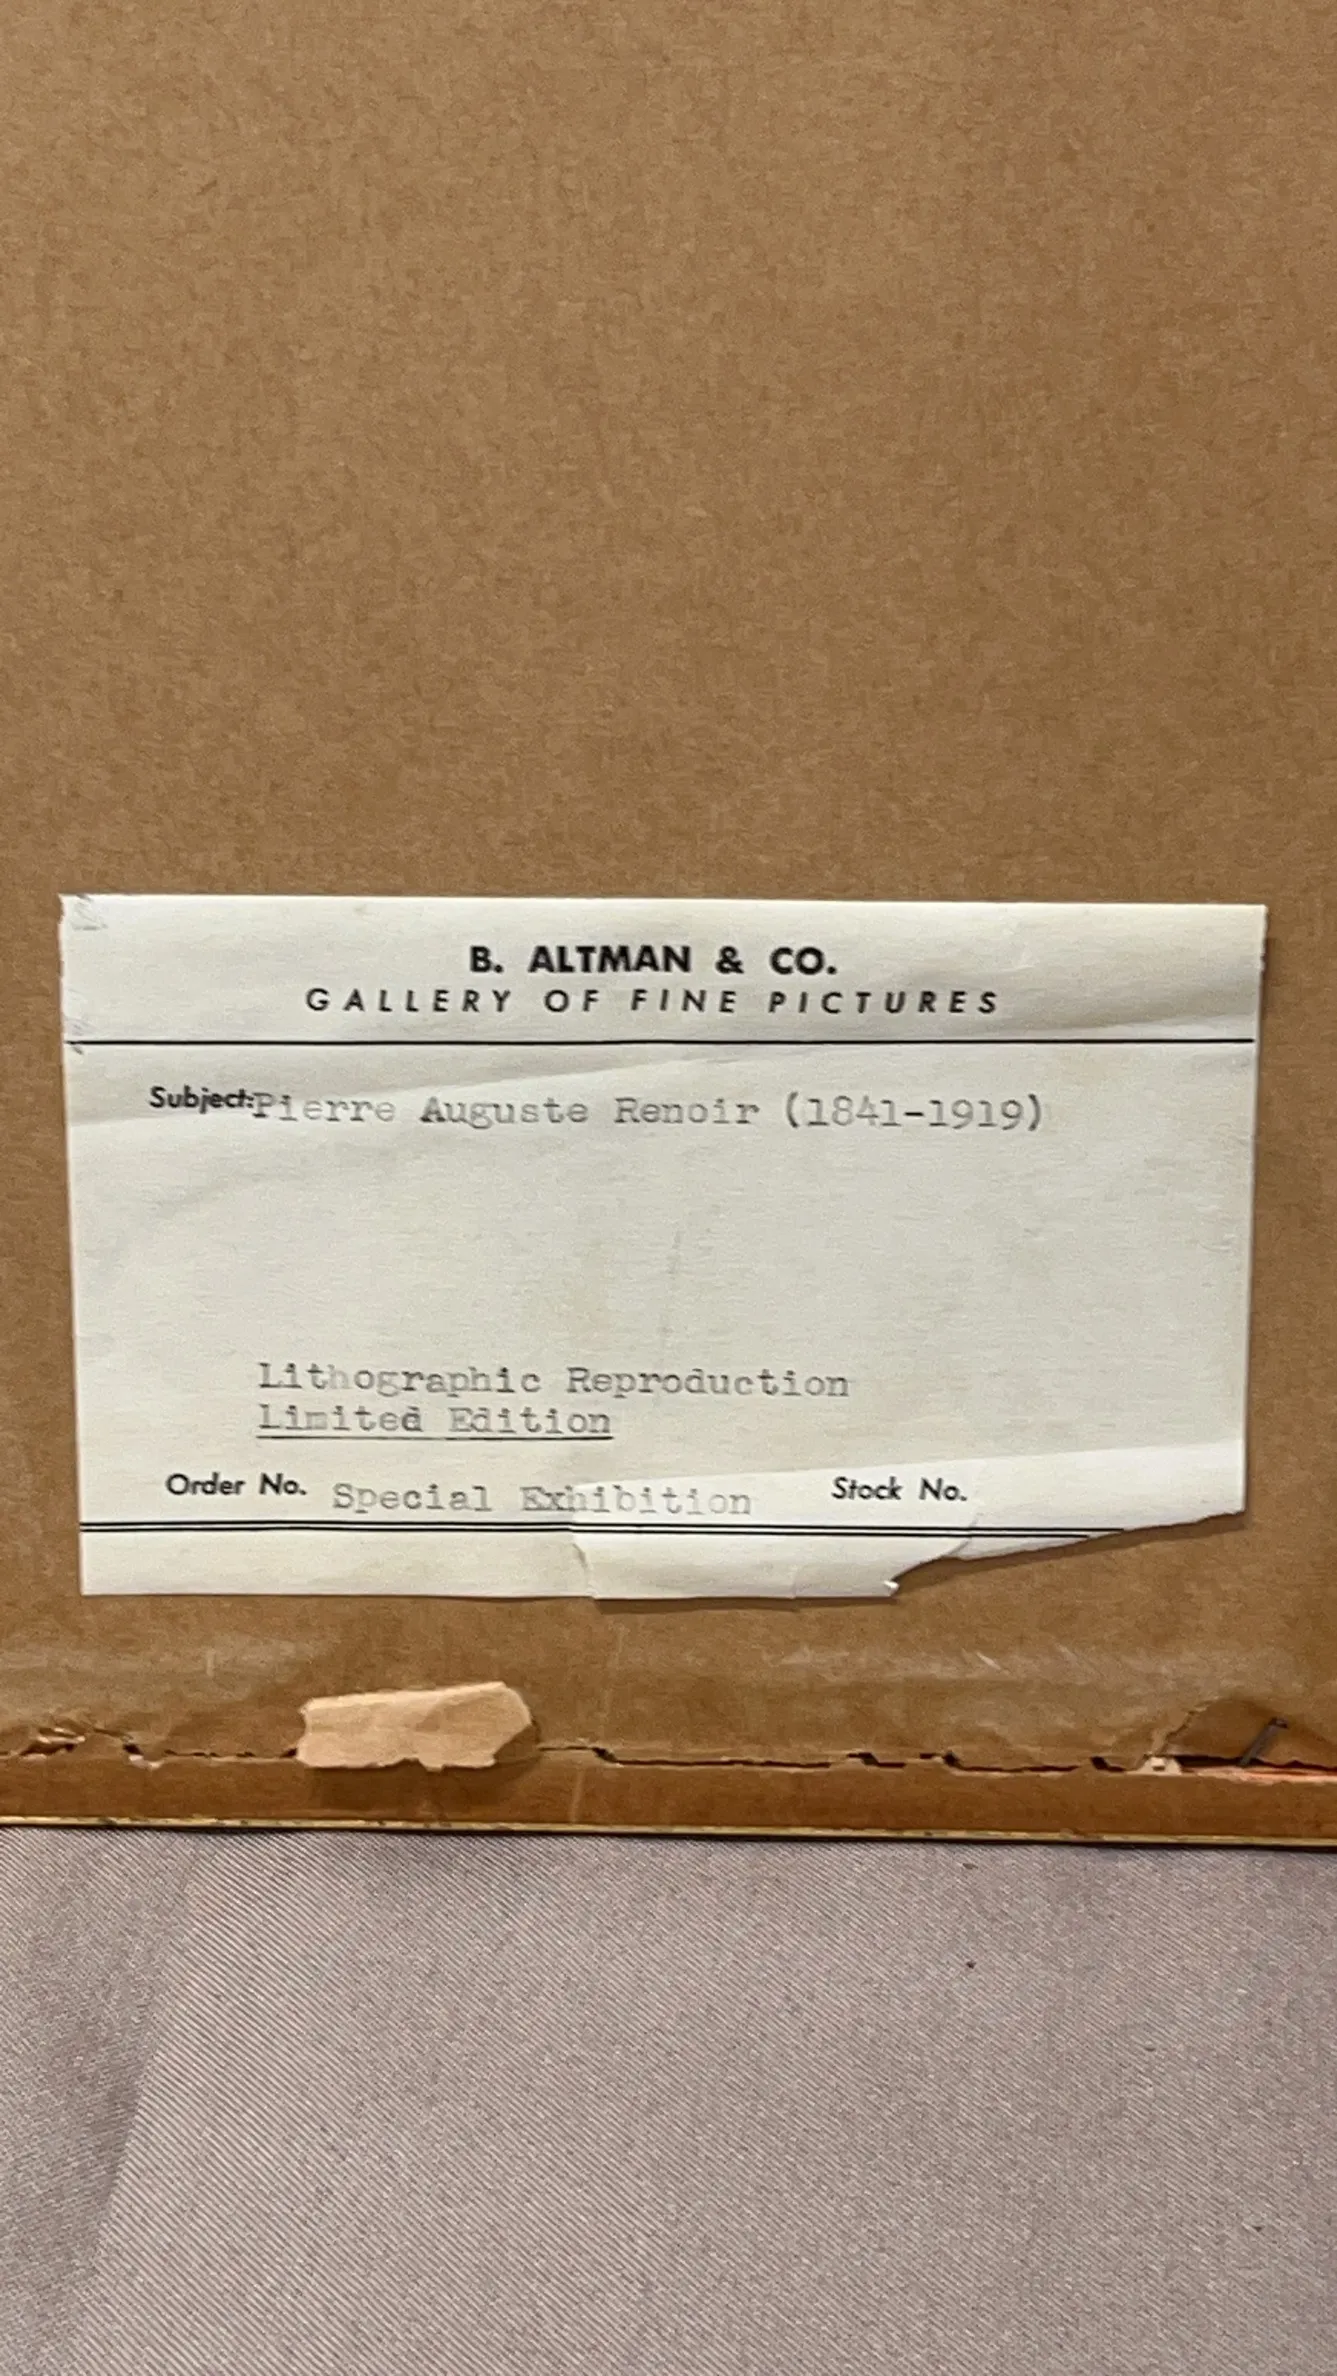 B. ALTMAN & CO.
GALLERY OF FINE PICTURES
Subject: Pierre Auguste Renoir (1841-1919)
Lithographic Reproduction
Limited Edition
Order No. Special Exhibition Stock No.